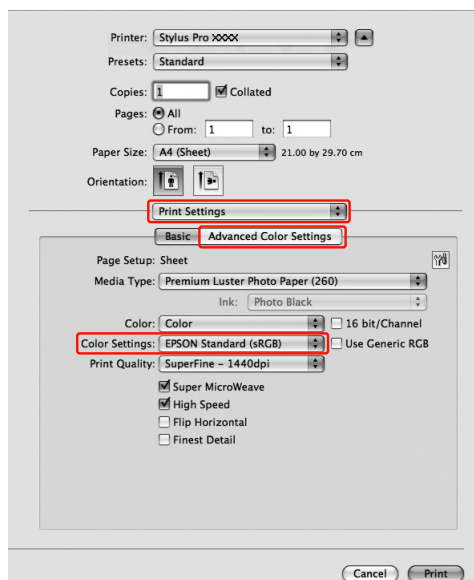 Printer: Stylus Pro XXXX
Presets: Standard
Copies: 1 Collated
Pages: All
From: 1 to: 1
Paper Size: A4 (Sheet) 21.00 by 29.70 cm
Orientation:
Print Settings
Basic Advanced Color Settings
Page Setup: Sheet
Media Type: Premium Luster Photo Paper (260)
Ink: Photo Black
Color: Color 16 bit/Channel
Color Settings: EPSON Standard (sRGB) Use Generic RGB
Print Quality: SuperFine - 1440dpi
Super MicroWeave
High Speed
Flip Horizontal
Finest Detail
Cancel Print